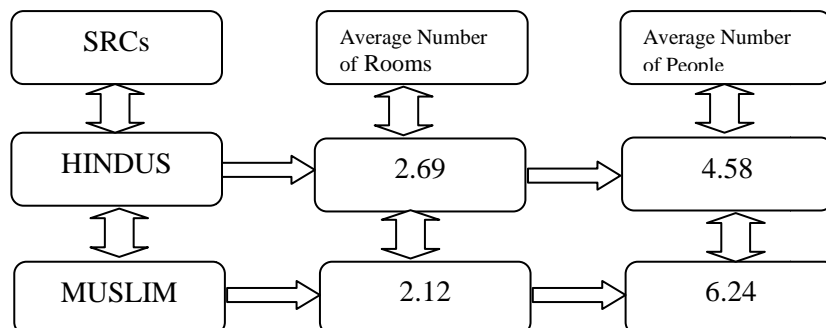 SRCs
Average Number
of Rooms
Average Number
of People
HINDUS
2.69
4.58
MUSLIM
2.12
6.24